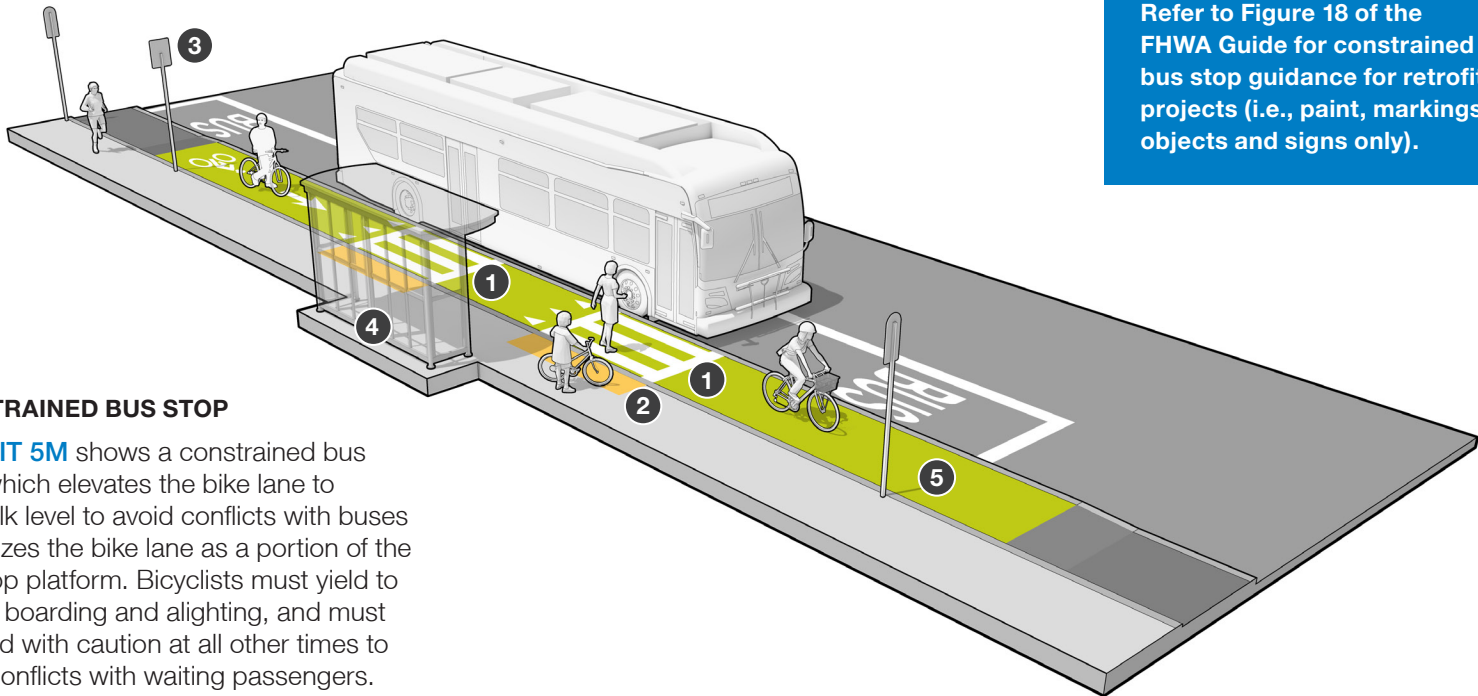 Refer to Figure 18 of the
FHWA Guide for constrained
bus stop guidance for retrofit
projects (i.e., paint, markings
objects and signs only).
3
BUS
1
4
1
2
BUS
5
TRAINED BUS STOP
IT 5M shows a constrained bus
which elevates the bike lane to
lk level to avoid conflicts with buses
izes the bike lane as a portion of the
op platform. Bicyclists must yield to
boarding and alighting, and must
d with caution at all other times to
onflicts with waiting passengers.